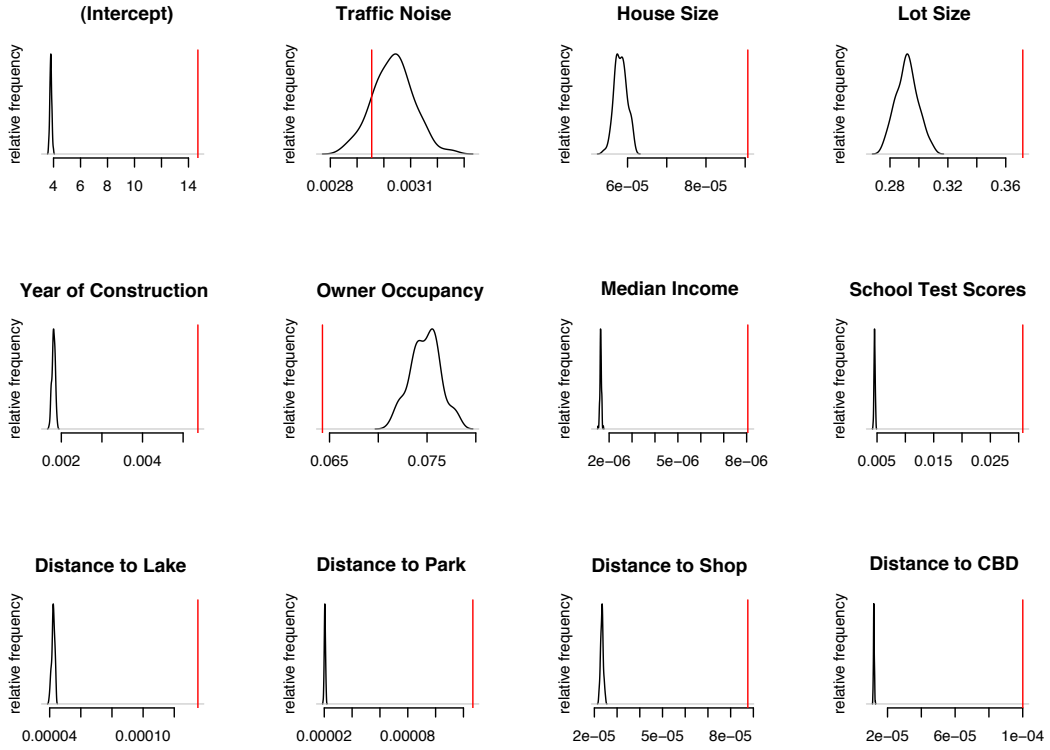 (Intercept)
relative frequency
4 6 8 10 14
Traffic Noise
relative frequency
0.0028 0.0031
House Size
relative frequency
6e−05 8e−05
Lot Size
relative frequency
0.28 0.32 0.36
Year of Construction
relative frequency
0.002 0.004
Owner Occupancy
relative frequency
0.065 0.075
Median Income
relative frequency
2e−06 5e−06 8e−06
School Test Scores
relative frequency
0.005 0.015 0.025
Distance to Lake
relative frequency
0.00004 0.00010
Distance to Park
relative frequency
0.00002 0.00008
Distance to Shop
relative frequency
2e−05 5e−05 8e−05
Distance to CBD
relative frequency
2e−05 6e−05 1e−04